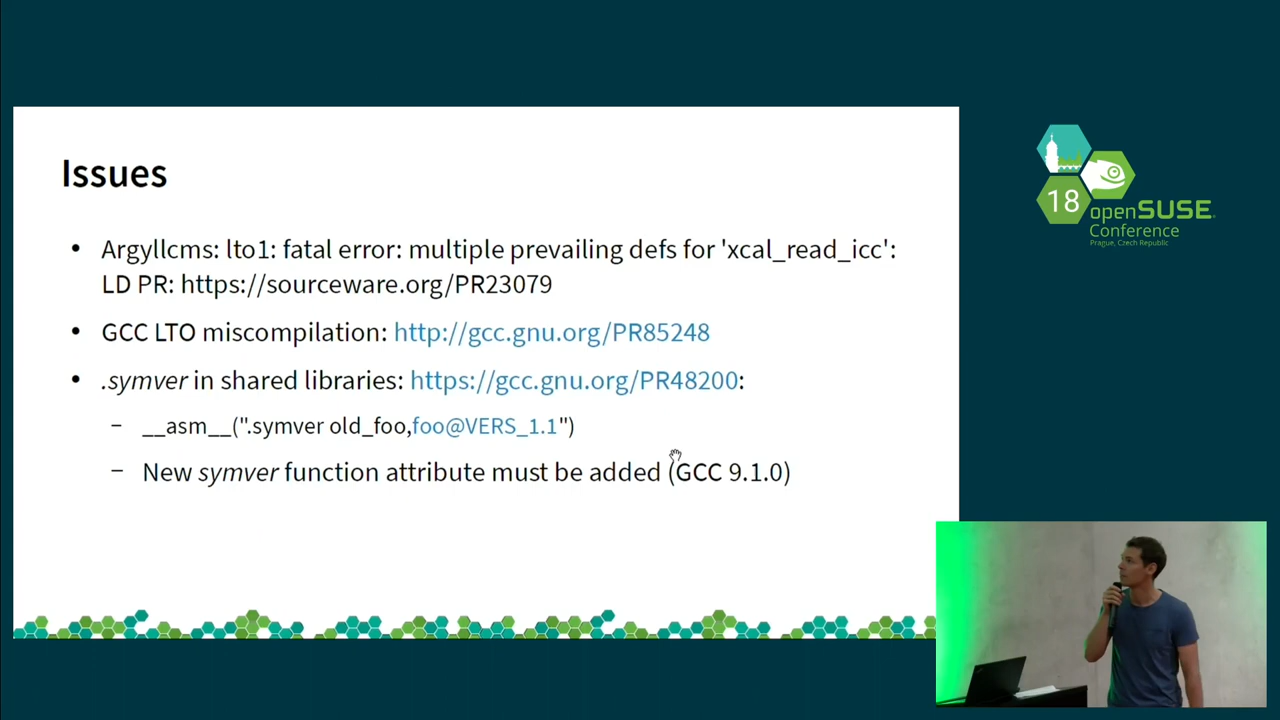 Issues
• Argyllcms: lto1: fatal error: multiple prevailing defs for 'xcal_read_icc':
LD PR: https://sourceware.org/PR23079
• GCC LTO miscompilation: http://gcc.gnu.org/PR85248
• .symver in shared libraries: https://gcc.gnu.org/PR48200:
– __asm__(".symver old_foo,foo@VERS_1.1")
– New symver function attribute must be added (GCC 9.1.0)
18
openSUSE
Conference
Prague, Czech Republic